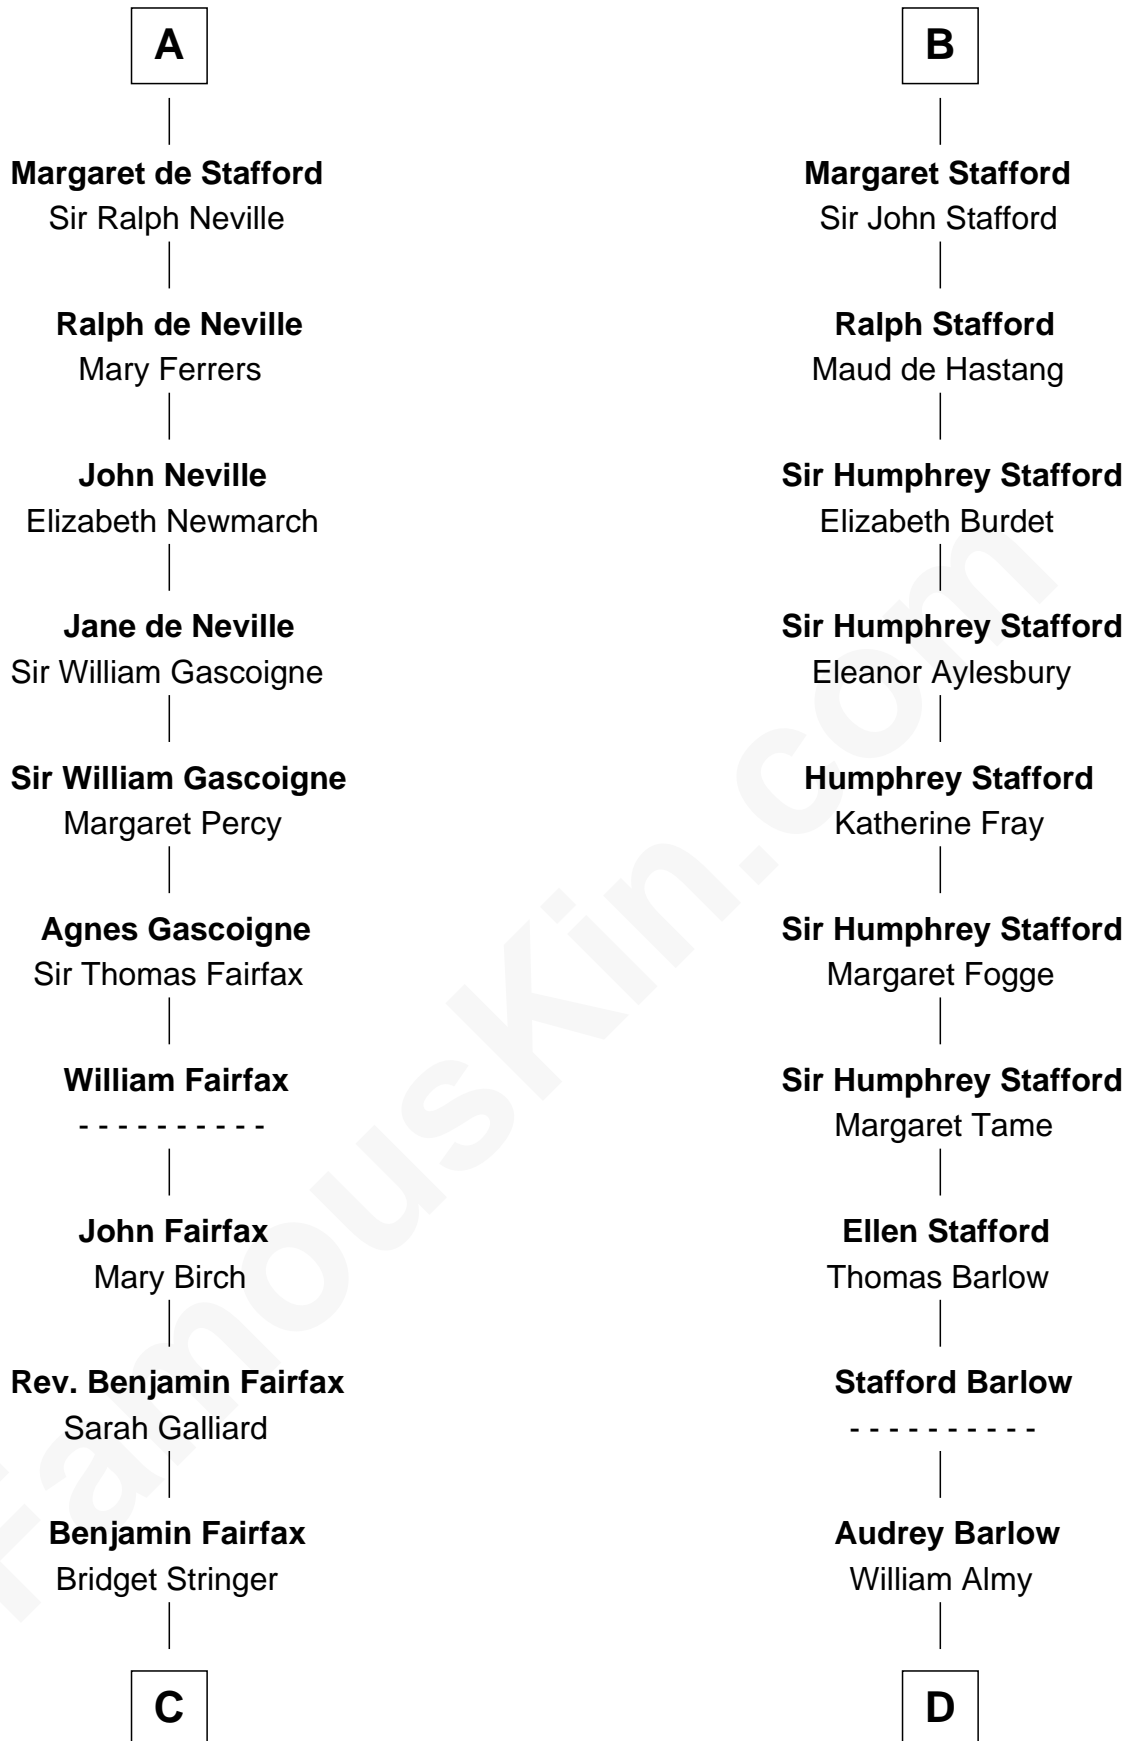 A
Margaret de Stafford
Sir Ralph Neville
Ralph de Neville
Mary Ferrers
John Neville
Elizabeth Newmarch
Jane de Neville
Sir William Gascoigne
Sir William Gascoigne
Margaret Percy
Agnes Gascoigne
Sir Thomas Fairfax
William Fairfax
- - - - - - - - - -
John Fairfax
Mary Birch
Rev. Benjamin Fairfax
Sarah Galliard
Benjamin Fairfax
Bridget Stringer
C
B
Margaret Stafford
Sir John Stafford
Ralph Stafford
Maud de Hastang
Sir Humphrey Stafford
Elizabeth Burdet
Sir Humphrey Stafford
Eleanor Aylesbury
Humphrey Stafford
Katherine Fray
Sir Humphrey Stafford
Margaret Fogge
Sir Humphrey Stafford
Margaret Tame
Ellen Stafford
Thomas Barlow
Stafford Barlow
- - - - - - - - - -
Audrey Barlow
William Almy
D
FamousKin.com